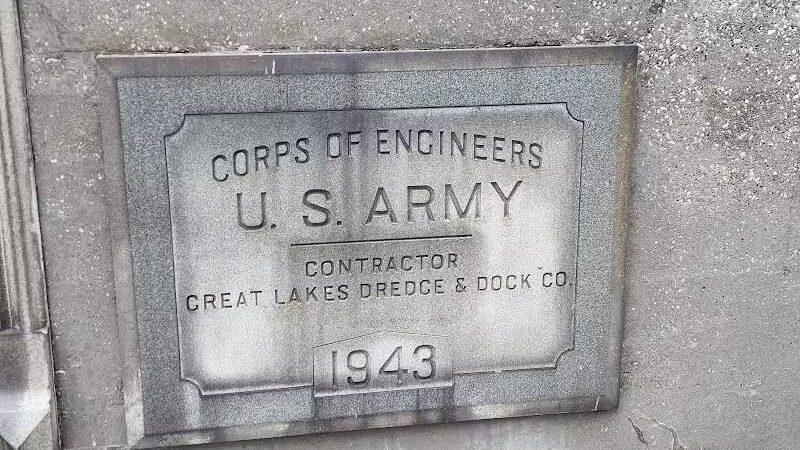 CORPS OF ENGINEERS
U. S. ARMY
CONTRACTOR
GREAT LAKES DREDGE & DOCK CO.
1943